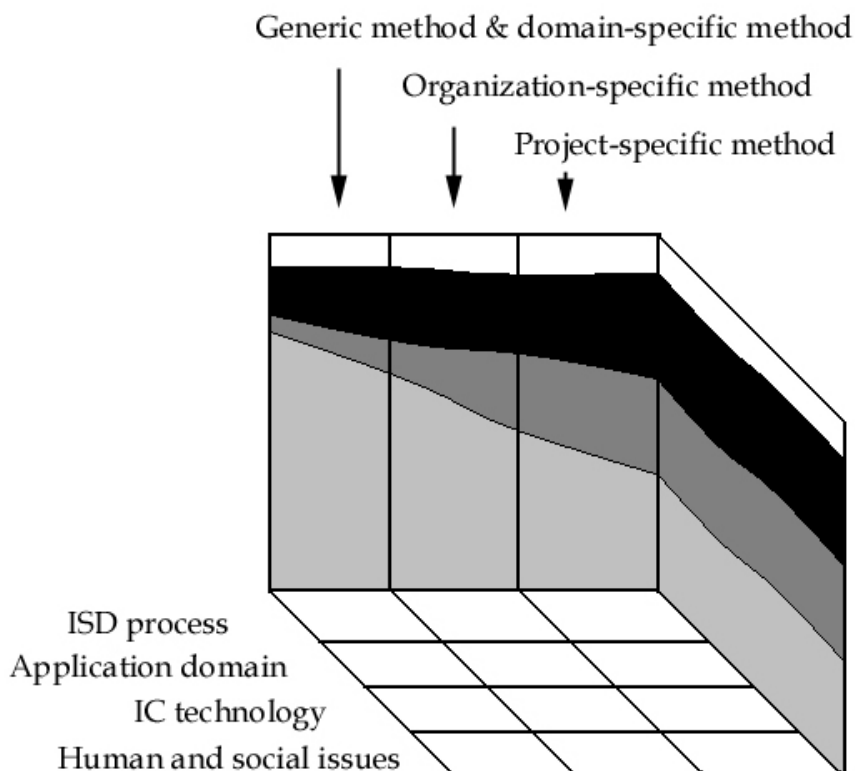 Generic method & domain-specific method
Organization-specific method
Project-specific method
ISD process
Application domain
IC technology
Human and social issues